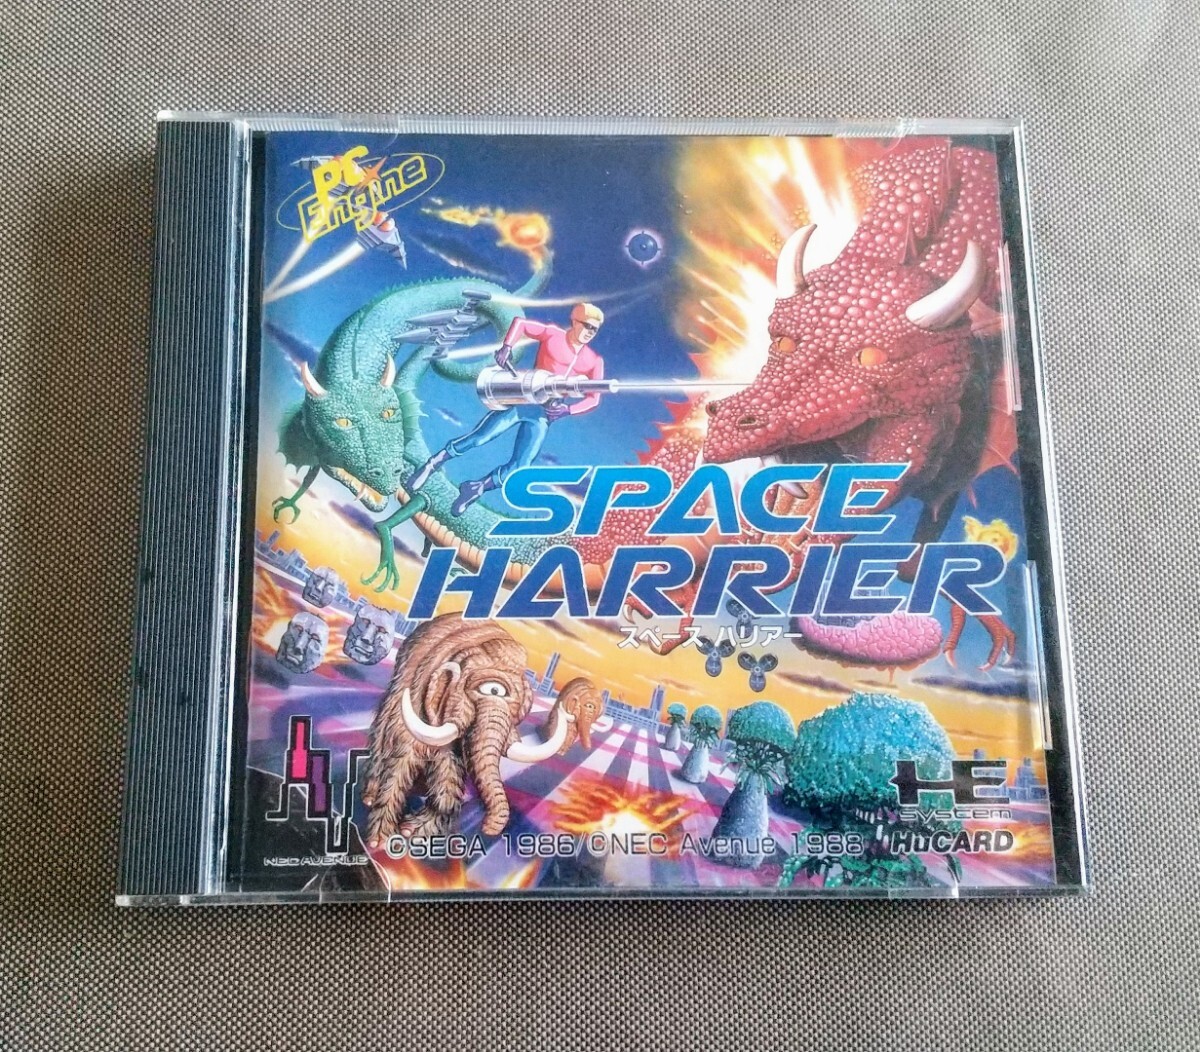 PC Engine
SPACE
HARRIER
スペース ハリアー
NEC AVENUE
©SEGA 1986/©NEC Avenue 1988
HE
SYSTEM
HuCARD